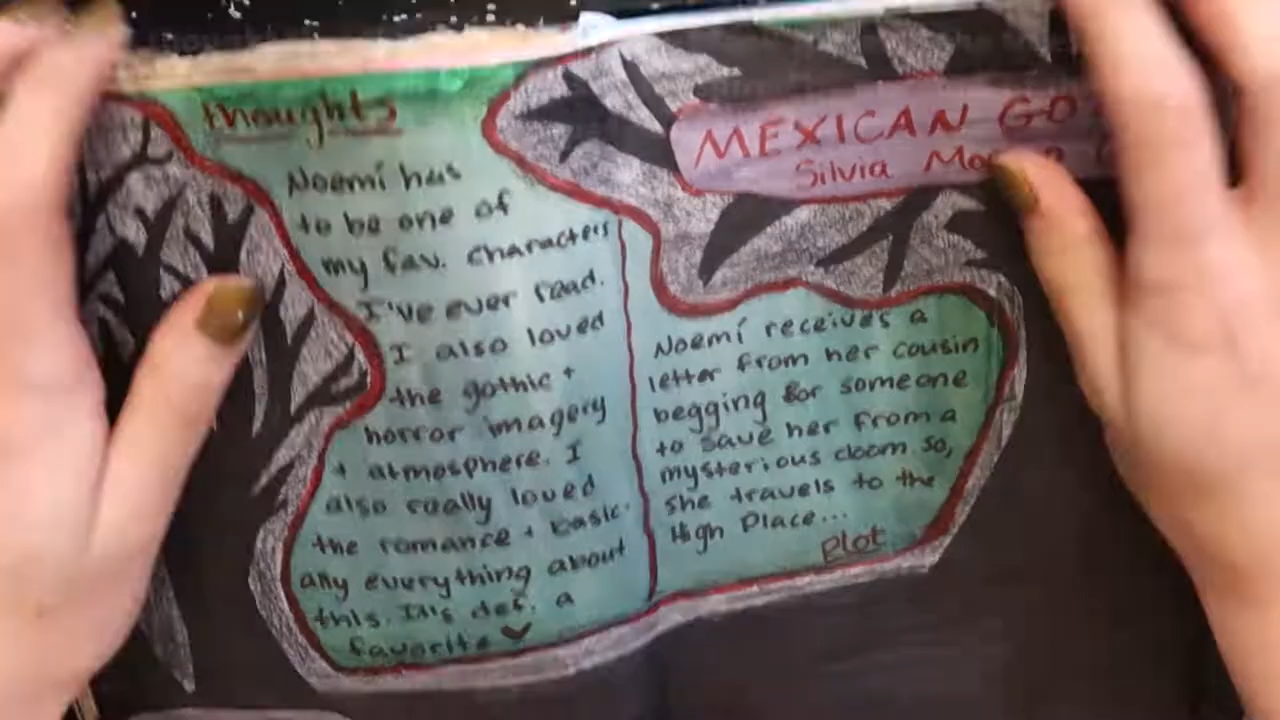 thoughts
Noemí has
to be one of
my fav. characters
I've ever read.
I also loved
the gothic +
horror imagery
+ atmosphere. I
also really loved
the romance + basic-
ally everything about
this. It's def. a
favorite
MEXICAN GO
Silvia
Noemí receives a
letter from her cousin
begging for someone
to save her from a
mysterious doom. so,
she travels to the
High Place...
plot